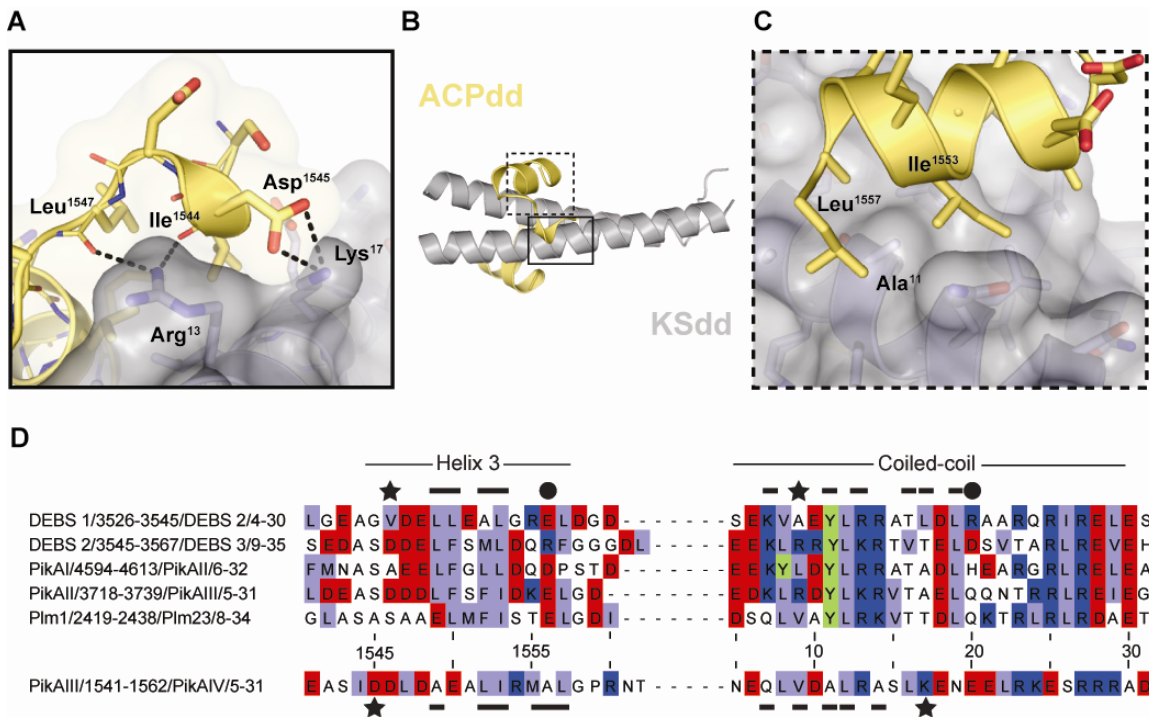 A
B
C
Leu1547
Ile1544
Asp1545
Lys17
Arg13
ACPdd
KSdd
Ile1553
Leu1557
Ala11
D
Helix 3
Coiled-coil
DEBS 1/3526-3545/DEBS 2/4-30 LGEAGVDELLEALGRELDGD-------SEKVAEYLRRATLDLRAARQRIRELES
DEBS 2/3545-3567/DEBS 3/9-35 SEDASDDELFSMLDQRFGGGDL-----EEKLRRYLKRTVTELDSVTARLREVEH
PikAI/4594-4613/PikAII/6-32 FMNASAEELFGLLDQDPSTD-------EEKYLDYLRRATADLHEARGRLRELEA
PikAII/3718-3739/PikAIII/5-31 LDEASDDDLFSFIDKELGD--------EDKLRDYLKRVTAELQQNTRRLREIEG
Plm1/2419-2438/Plm23/8-34 GLASASAAELMFISTELGDI-------DSQLVAYLRKVTTDLQKTRLRLRDAET
1545 1555 10 20 30
PikAIII/1541-1562/PikAIV/5-31 EASIDDLDAEALIRMALGPRNT-----NEQLVDALRASLKENEELRKESRRRAD